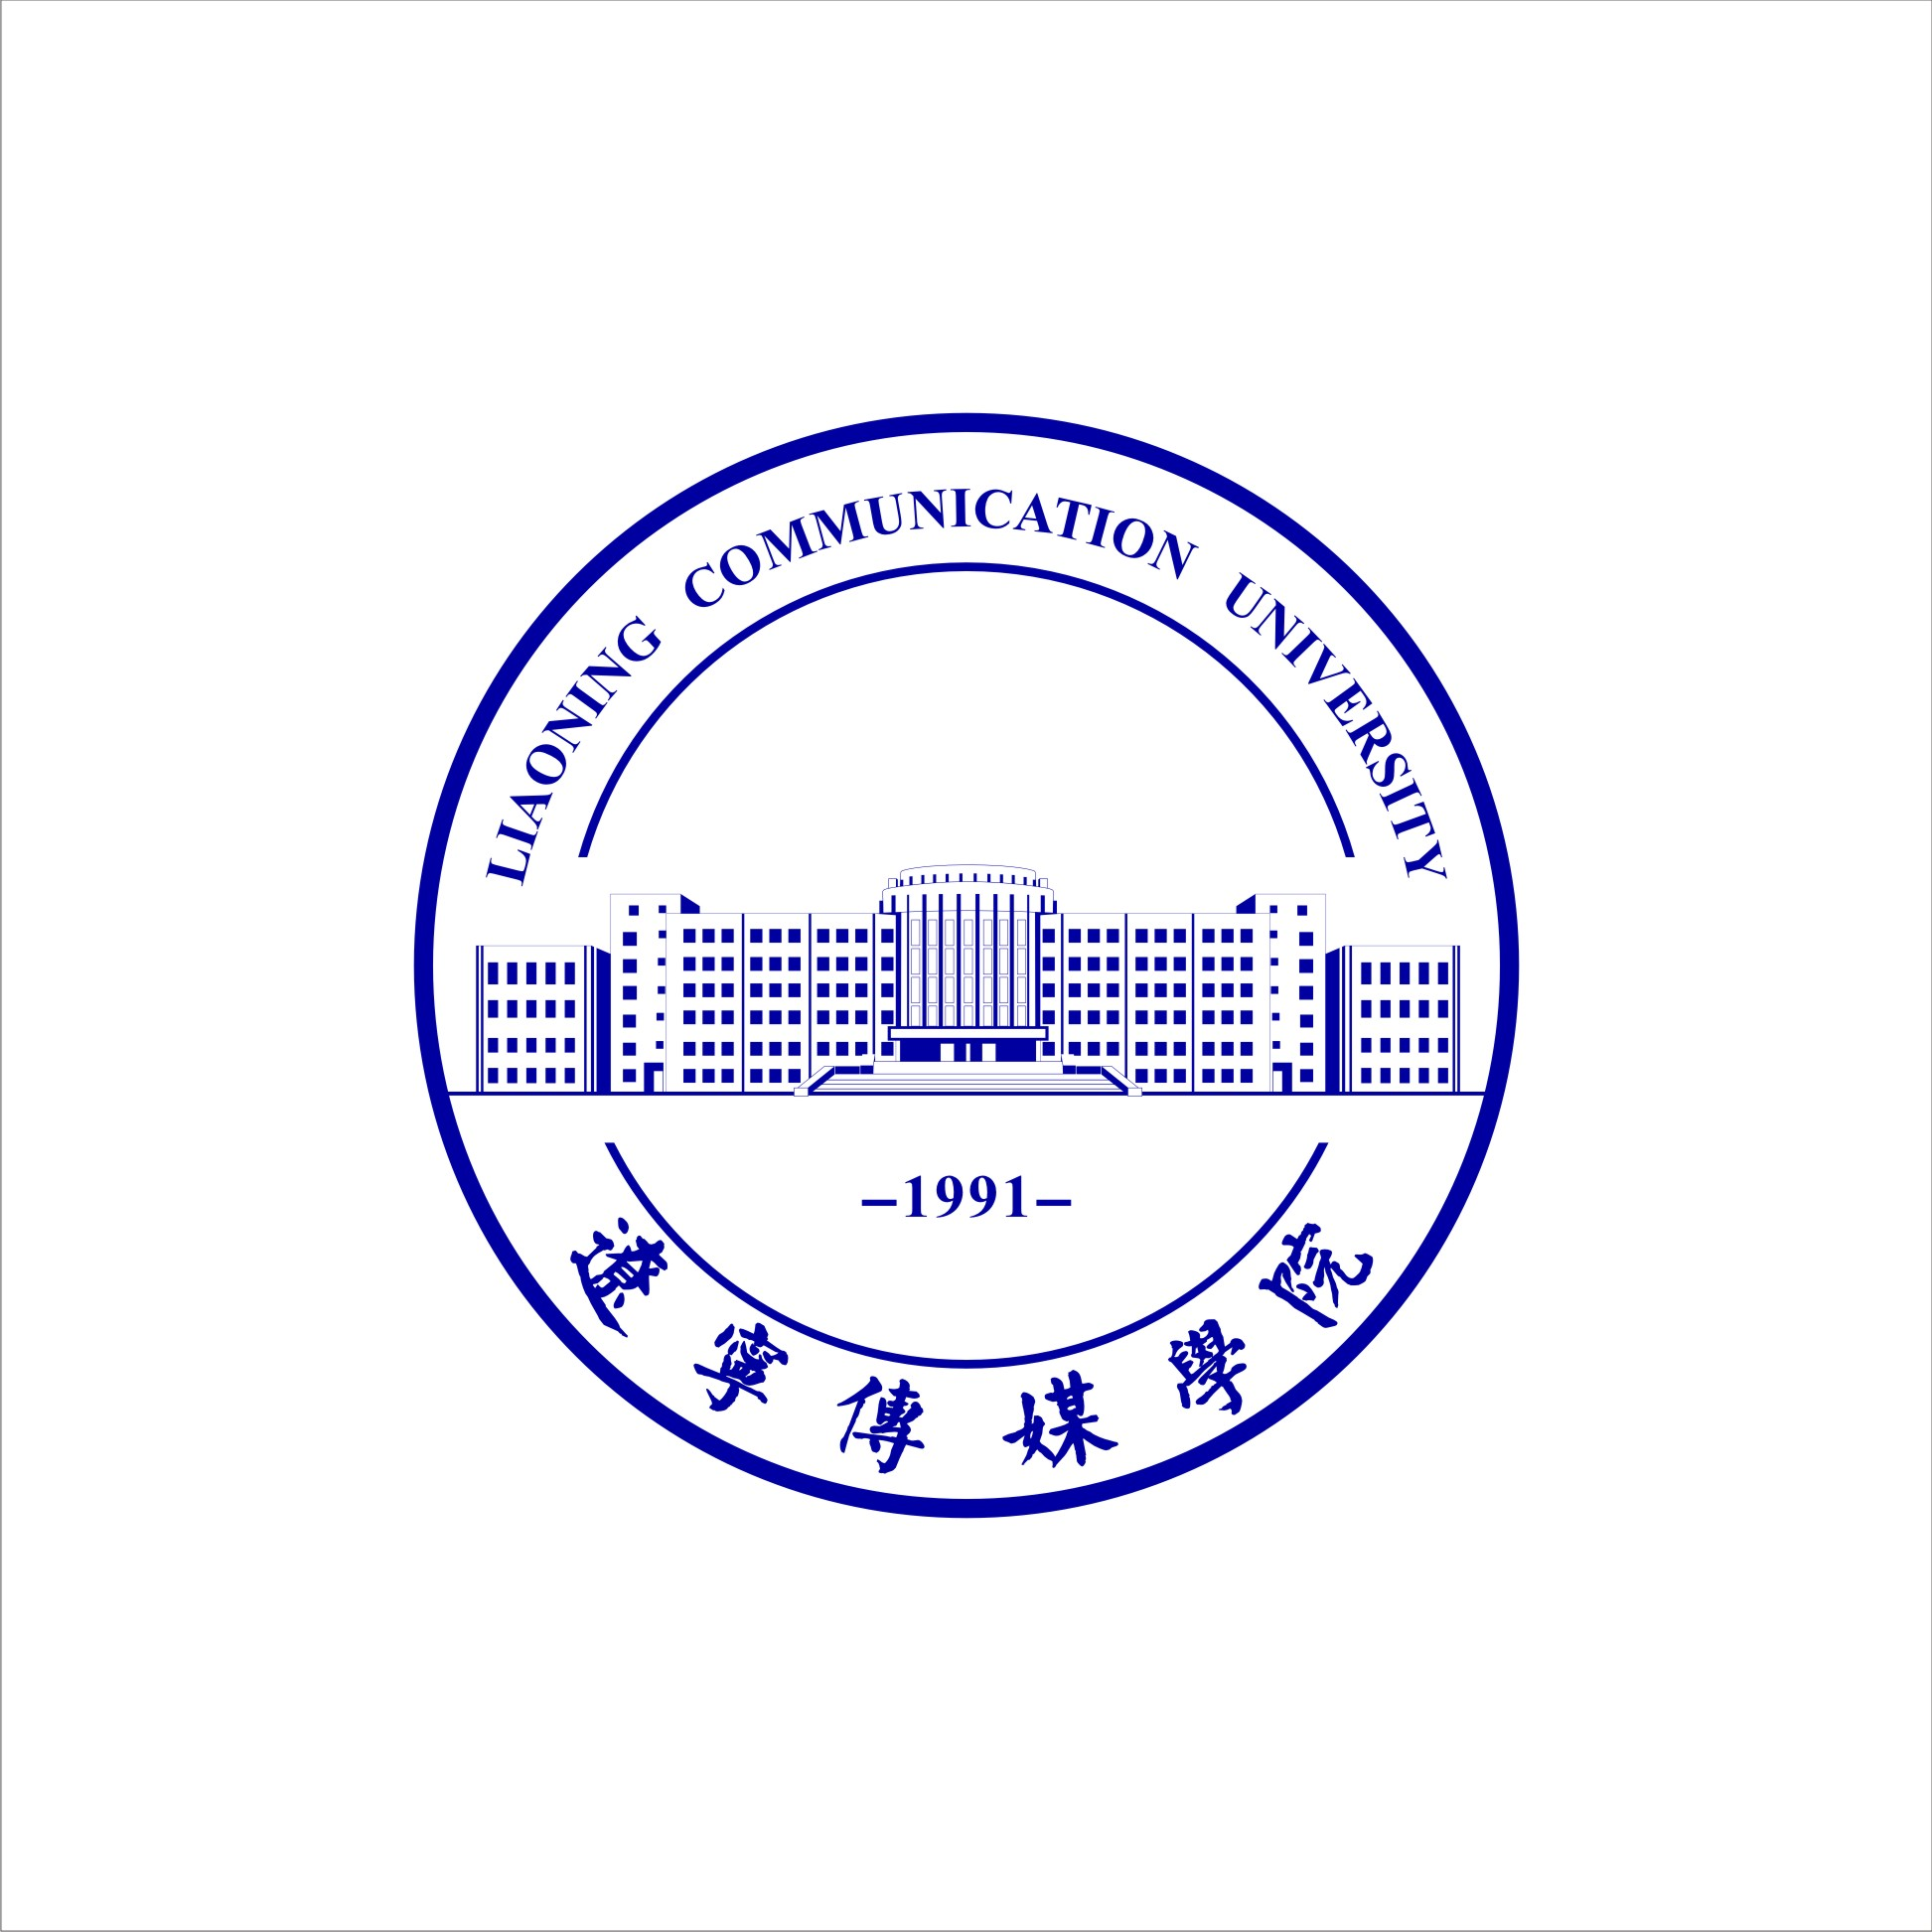 LIAONING COMMUNICATION UNIVERSITY
—1991—
遼寧傳媒學院